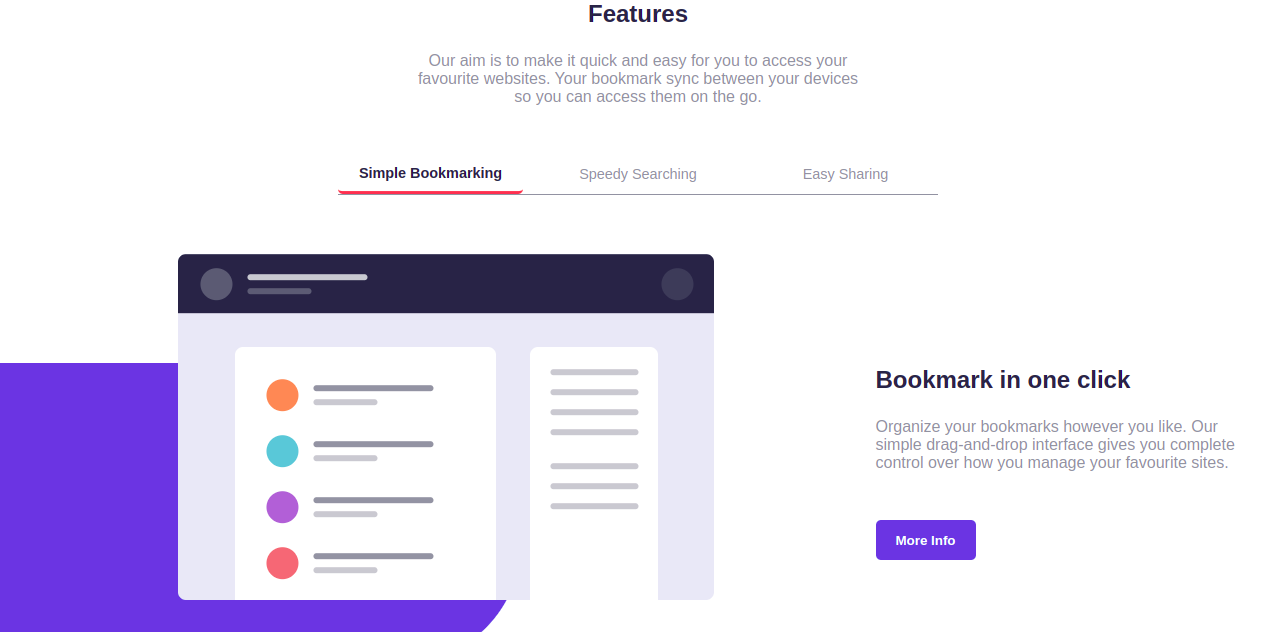 Features
Our aim is to make it quick and easy for you to access your
favourite websites. Your bookmark sync between your devices
so you can access them on the go.
Simple Bookmarking
Speedy Searching
Easy Sharing
Bookmark in one click
Organize your bookmarks however you like. Our
simple drag-and-drop interface gives you complete
control over how you manage your favourite sites.
More Info